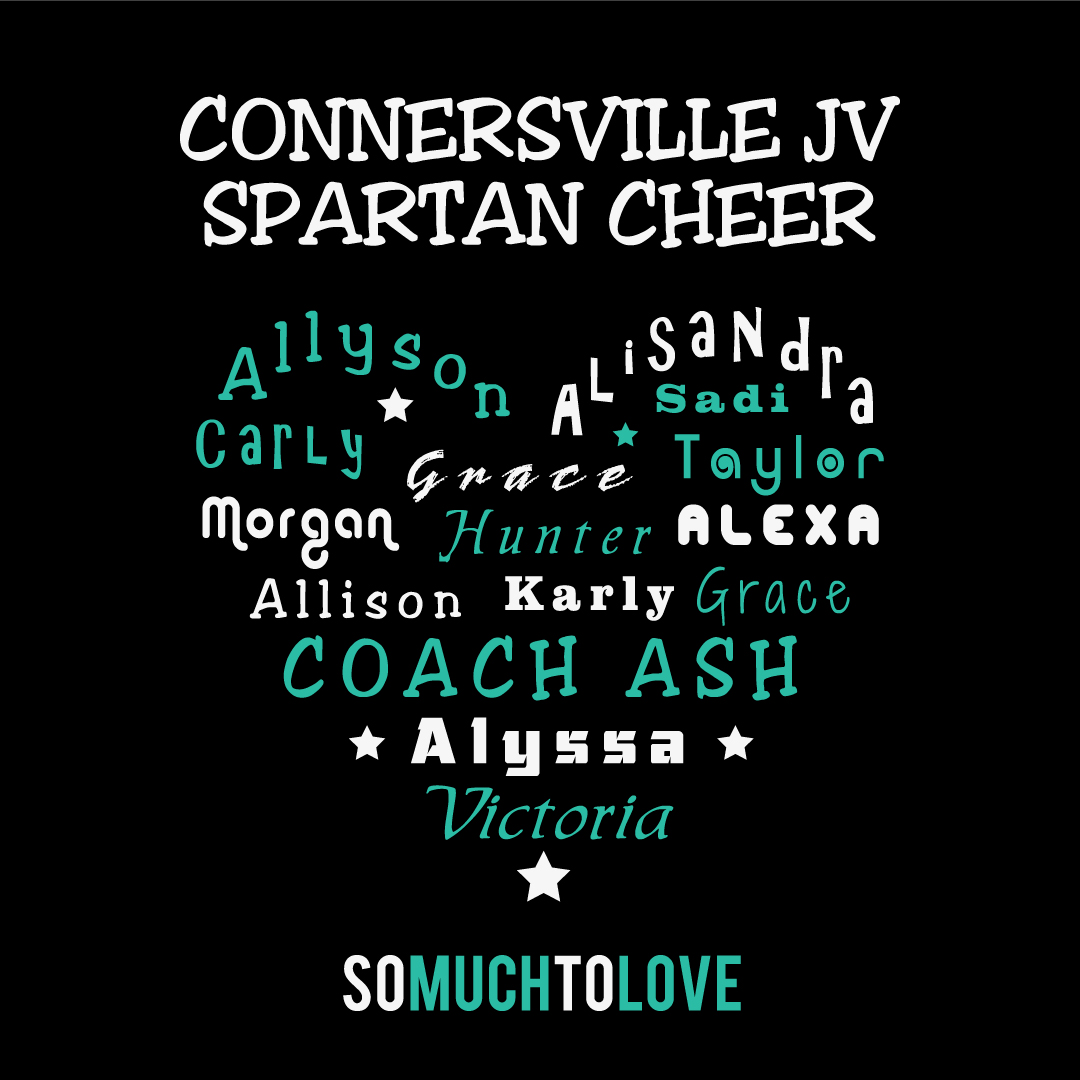 CONNERSVILLE JV
SPARTAN CHEER
Allyson
ALiSaNdra
Sadi
CarLy
Grace
Taylor
Morgan
Hunter
ALEXA
Allison
Karly
Grace
COACH ASH
Alyssa
Victoria
SOMUCHTOLOVE